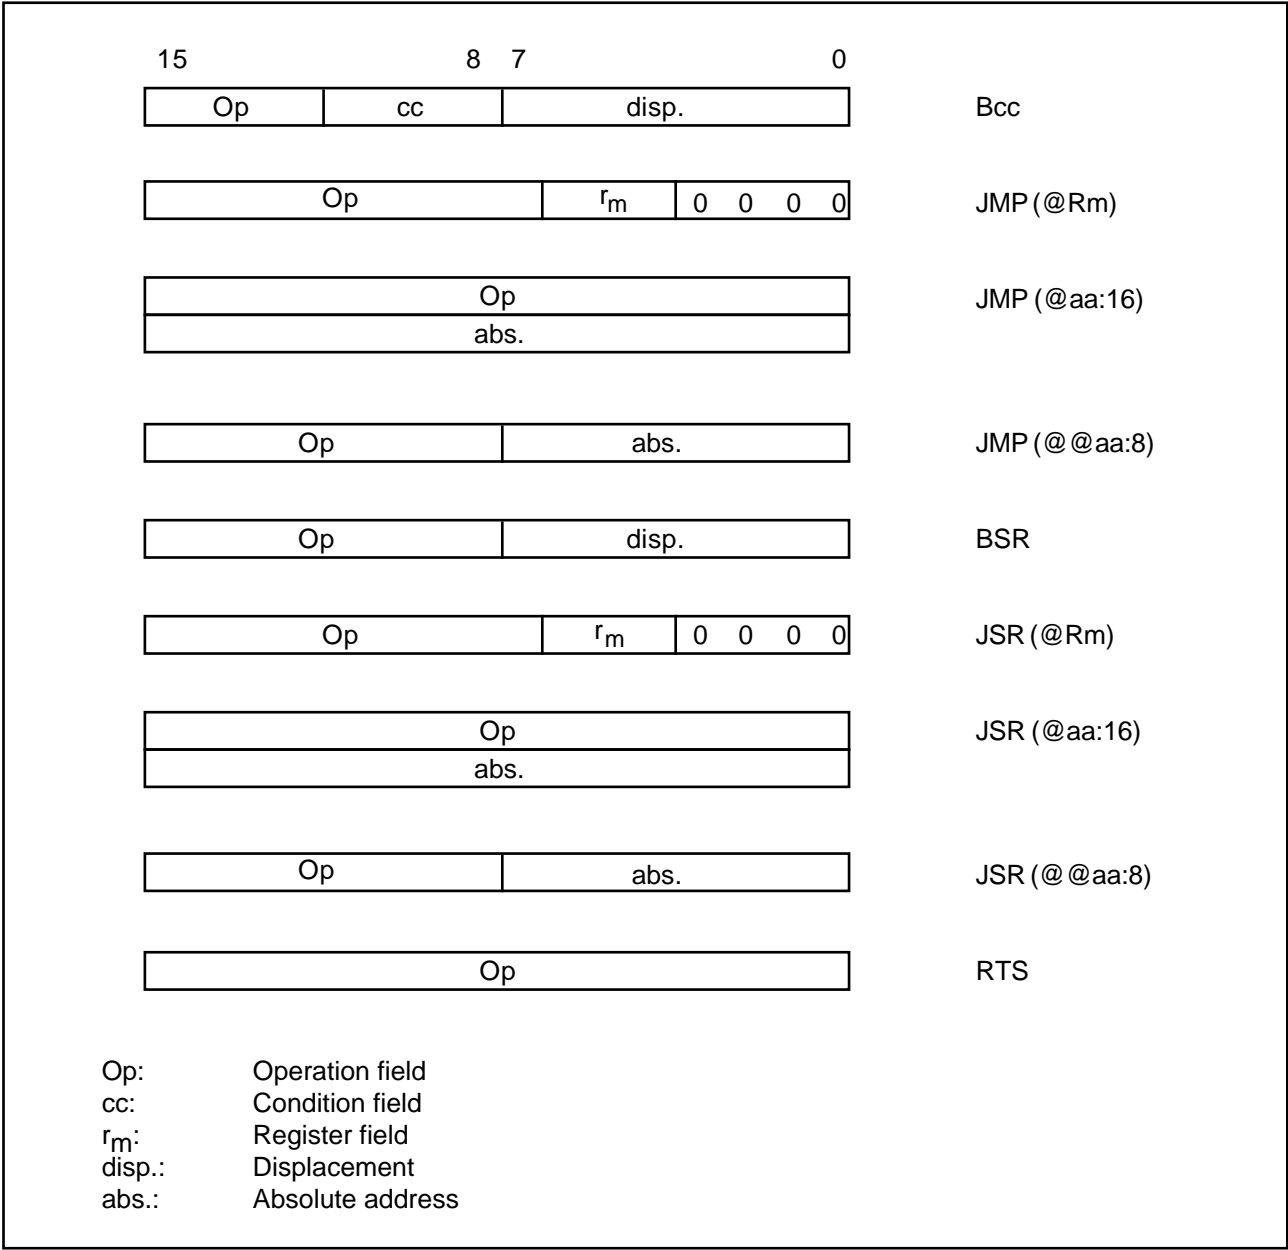 15 8 7 0
Op cc disp. Bcc
Op rm 0 0 0 0 JMP (@Rm)
Op JMP (@aa:16)
abs.
Op abs. JMP (@@aa:8)
Op disp. BSR
Op rm 0 0 0 0 JSR (@Rm)
Op JSR (@aa:16)
abs.
Op abs. JSR (@@aa:8)
Op RTS
Op: Operation field
cc: Condition field
rm: Register field
disp.: Displacement
abs.: Absolute address